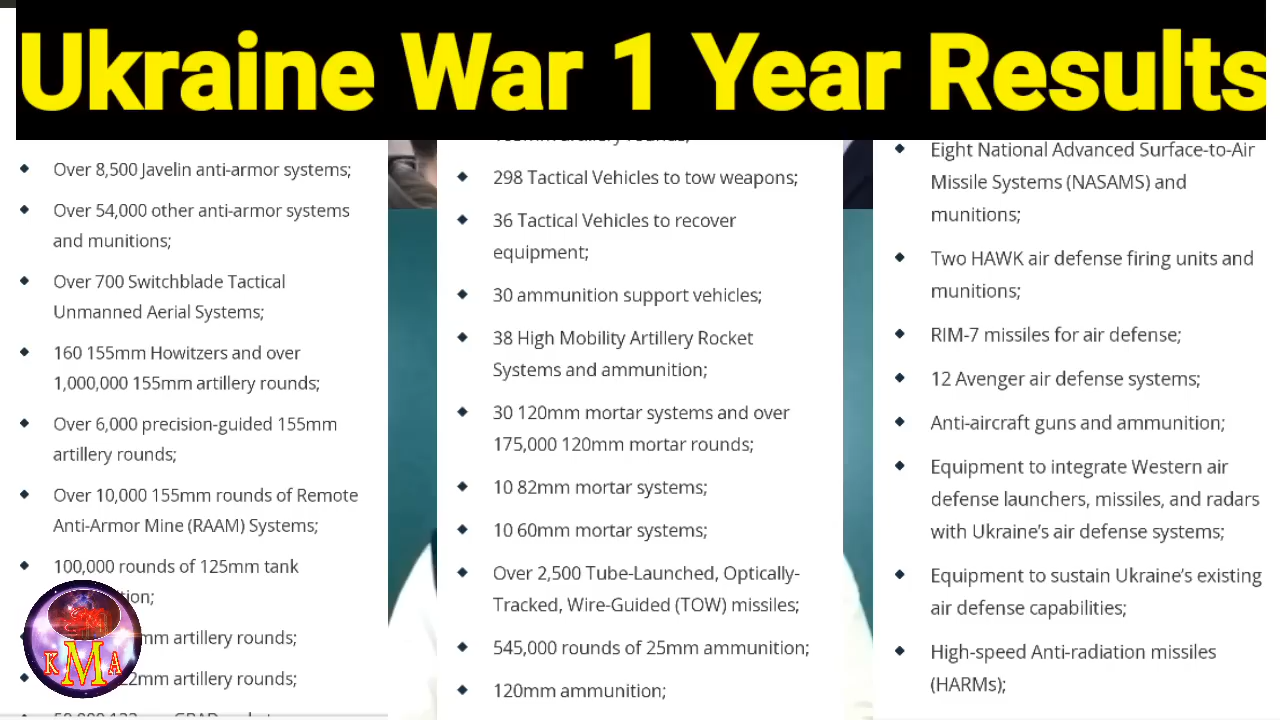 Ukraine War 1 Year Results
Over 8,500 Javelin anti-armor systems;
Over 54,000 other anti-armor systems
and munitions;
Over 700 Switchblade Tactical
Unmanned Aerial Systems;
160 155mm Howitzers and over
1,000,000 155mm artillery rounds;
Over 6,000 precision-guided 155mm
artillery rounds;
Over 10,000 155mm rounds of Remote
Anti-Armor Mine (RAAM) Systems;
100,000 rounds of 125mm tank
artillery rounds;
artillery rounds;
KMA
298 Tactical Vehicles to tow weapons;
36 Tactical Vehicles to recover
equipment;
30 ammunition support vehicles;
38 High Mobility Artillery Rocket
Systems and ammunition;
30 120mm mortar systems and over
175,000 120mm mortar rounds;
10 82mm mortar systems;
10 60mm mortar systems;
Over 2,500 Tube-Launched, Optically-
Tracked, Wire-Guided (TOW) missiles;
545,000 rounds of 25mm ammunition;
120mm ammunition;
Eight National Advanced Surface-to-Air
Missile Systems (NASAMS) and
munitions;
Two HAWK air defense firing units and
munitions;
RIM-7 missiles for air defense;
12 Avenger air defense systems;
Anti-aircraft guns and ammunition;
Equipment to integrate Western air
defense launchers, missiles, and radars
with Ukraine's air defense systems;
Equipment to sustain Ukraine's existing
air defense capabilities;
High-speed Anti-radiation missiles
(HARMs);